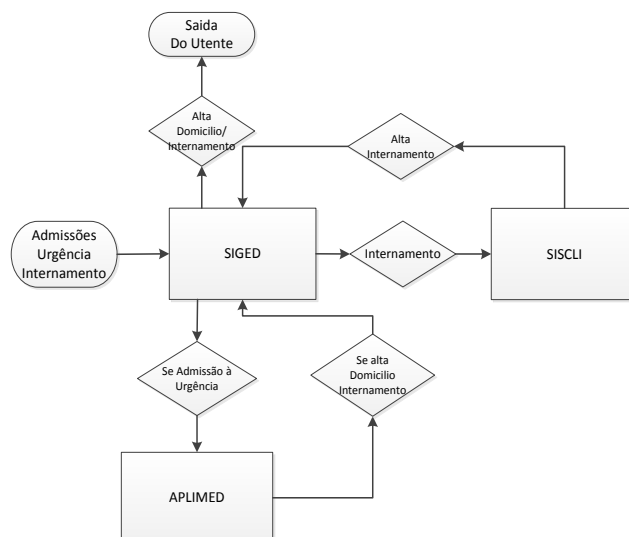 Saida
Do Utente
Alta
Domicilio/
Internamento
Alta
Internamento
Admissões
Urgência
Internamento
SIGED
Internamento
SISCLI
Se Admissão à
Urgência
Se alta
Domicilio
Internamento
APLIMED